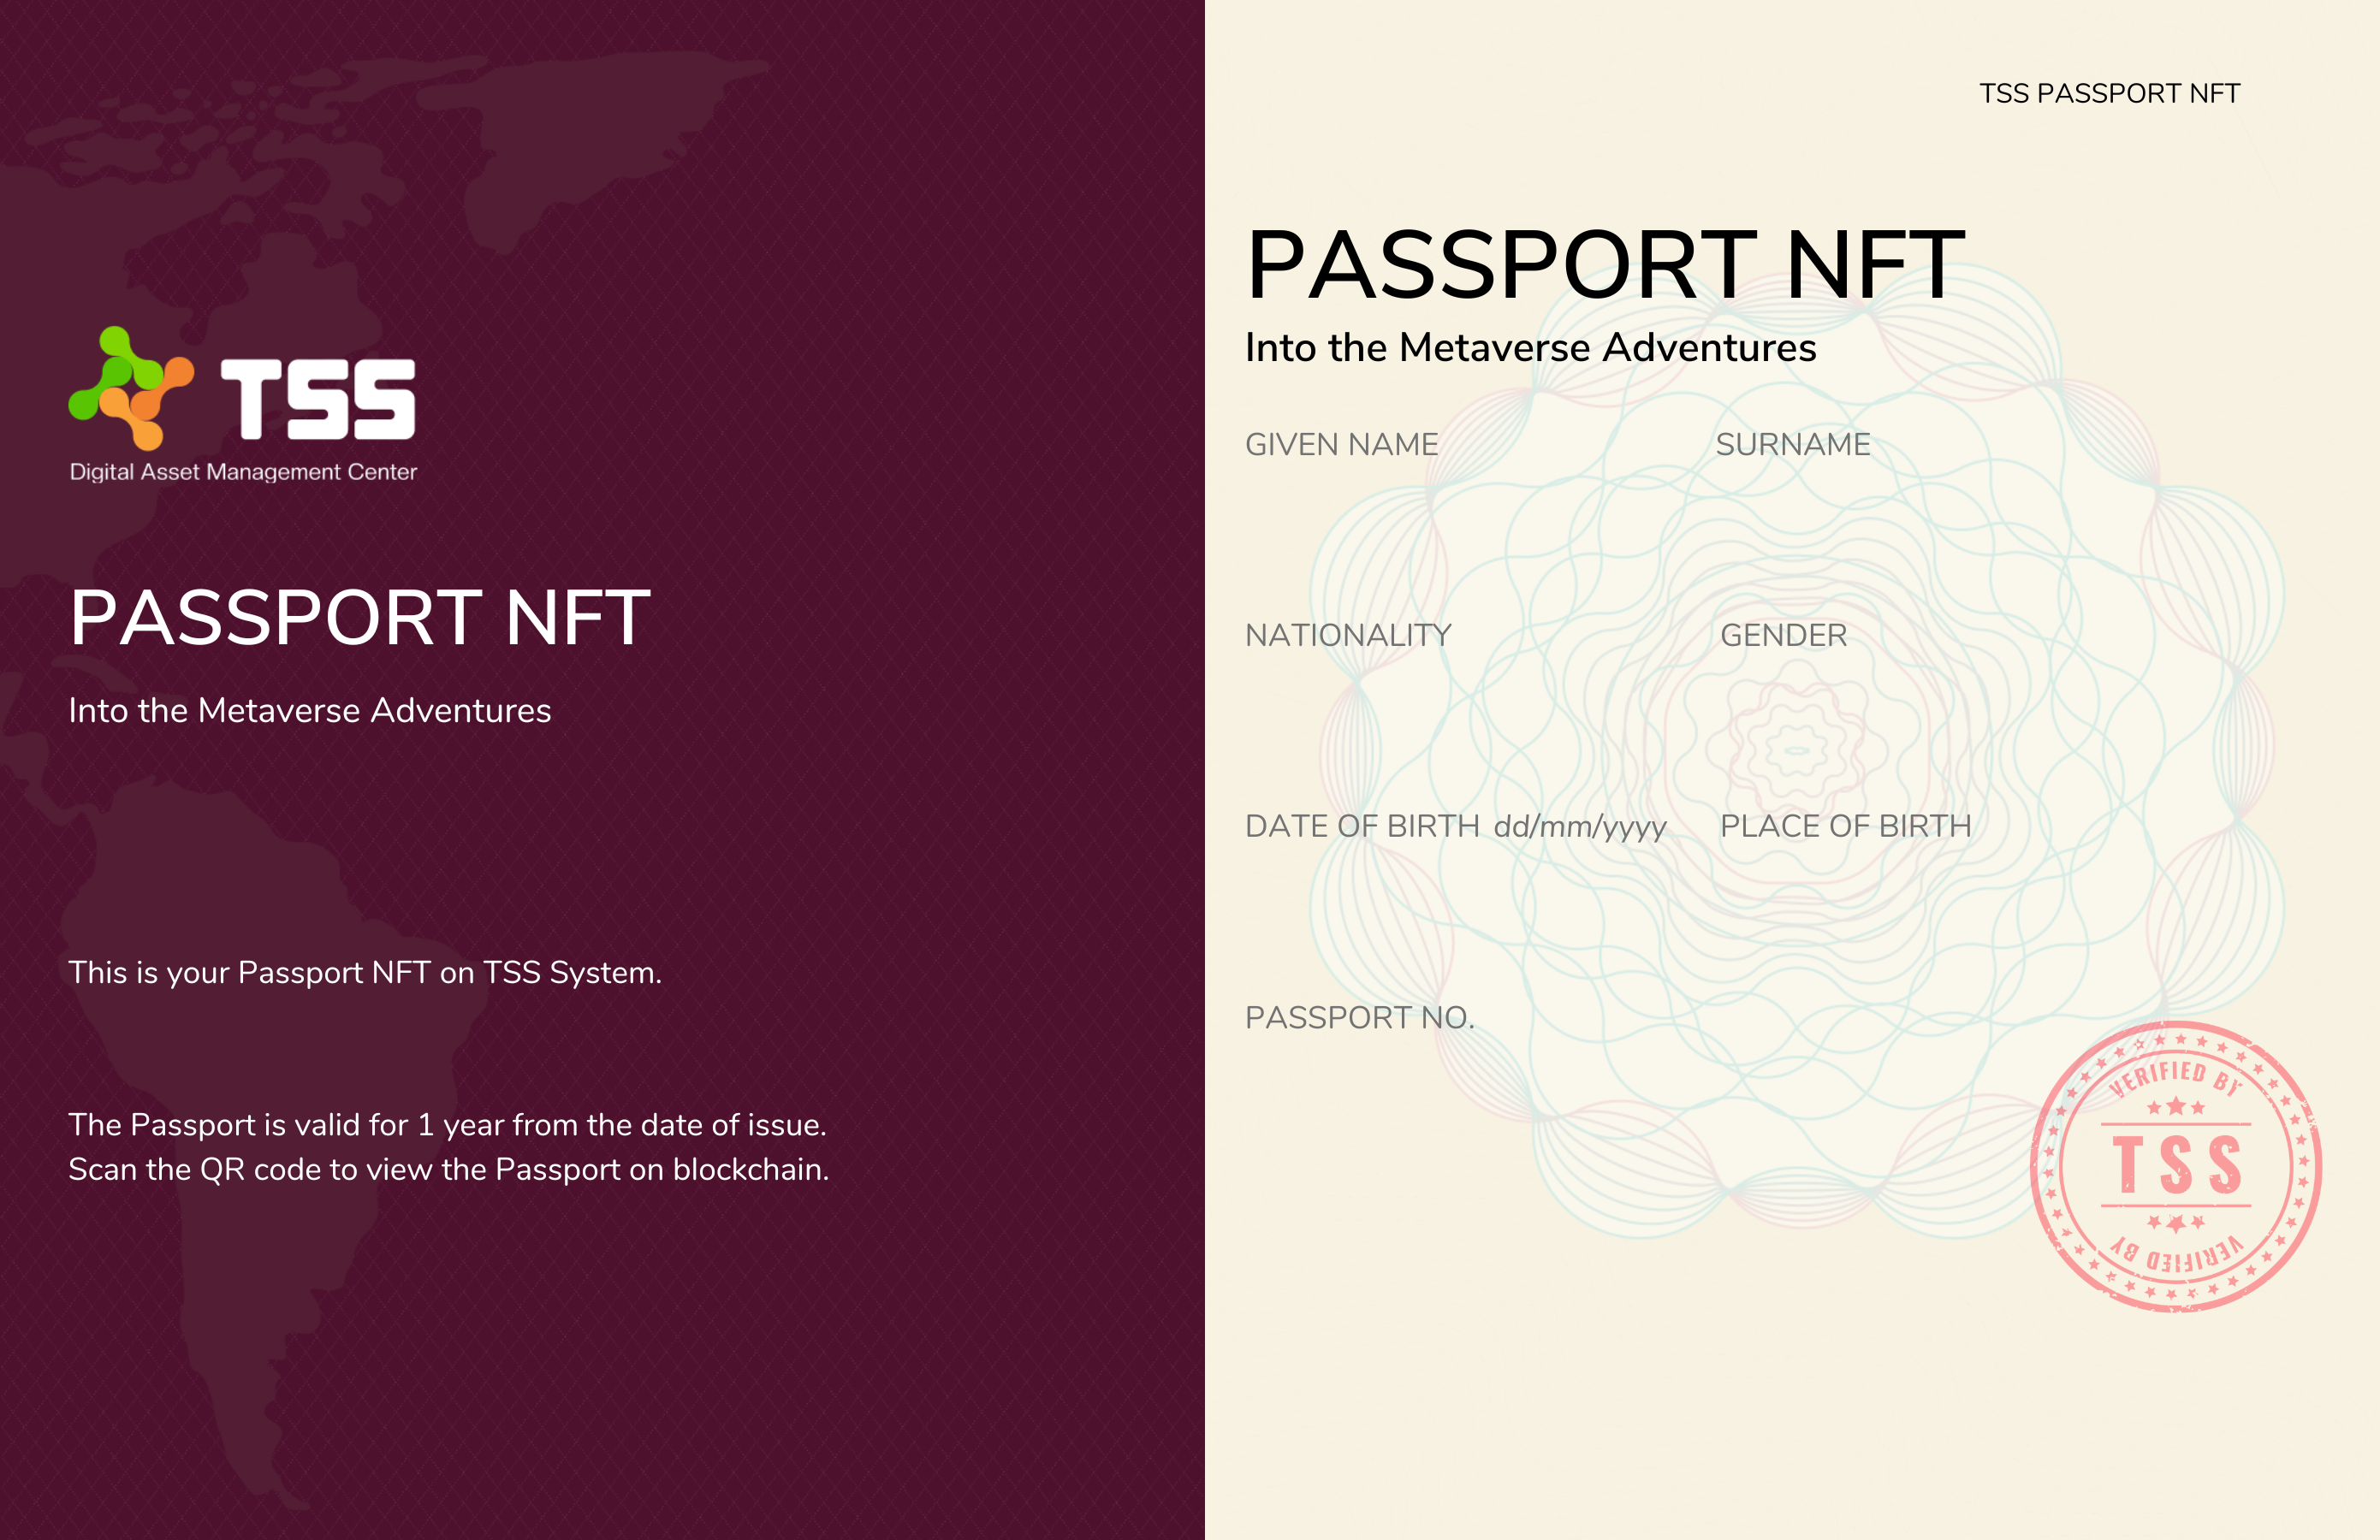 TSS
Digital Asset Management Center
PASSPORT NFT
Into the Metaverse Adventures
This is your Passport NFT on TSS System.
The Passport is valid for 1 year from the date of issue.
Scan the QR code to view the Passport on blockchain.
TSS PASSPORT NFT
PASSPORT NFT
Into the Metaverse Adventures
GIVEN NAME SURNAME
NATIONALITY GENDER
DATE OF BIRTH dd/mm/yyyy PLACE OF BIRTH
PASSPORT NO.
VERIFIED BY
TSS
VERIFIED BY